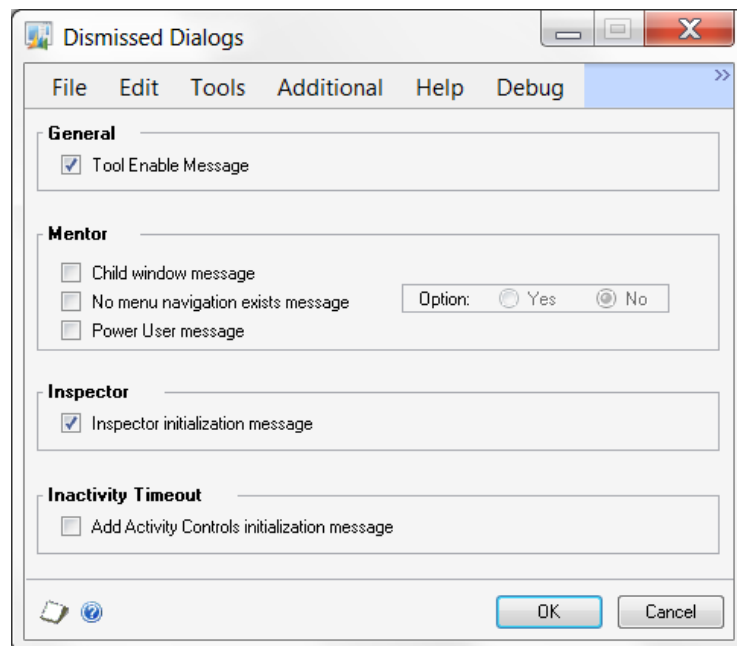 Dismissed Dialogs
File Edit Tools Additional Help Debug »
General
Tool Enable Message
Mentor
Child window message
No menu navigation exists message Option: Yes No
Power User message
Inspector
Inspector initialization message
Inactivity Timeout
Add Activity Controls initialization message
OK Cancel